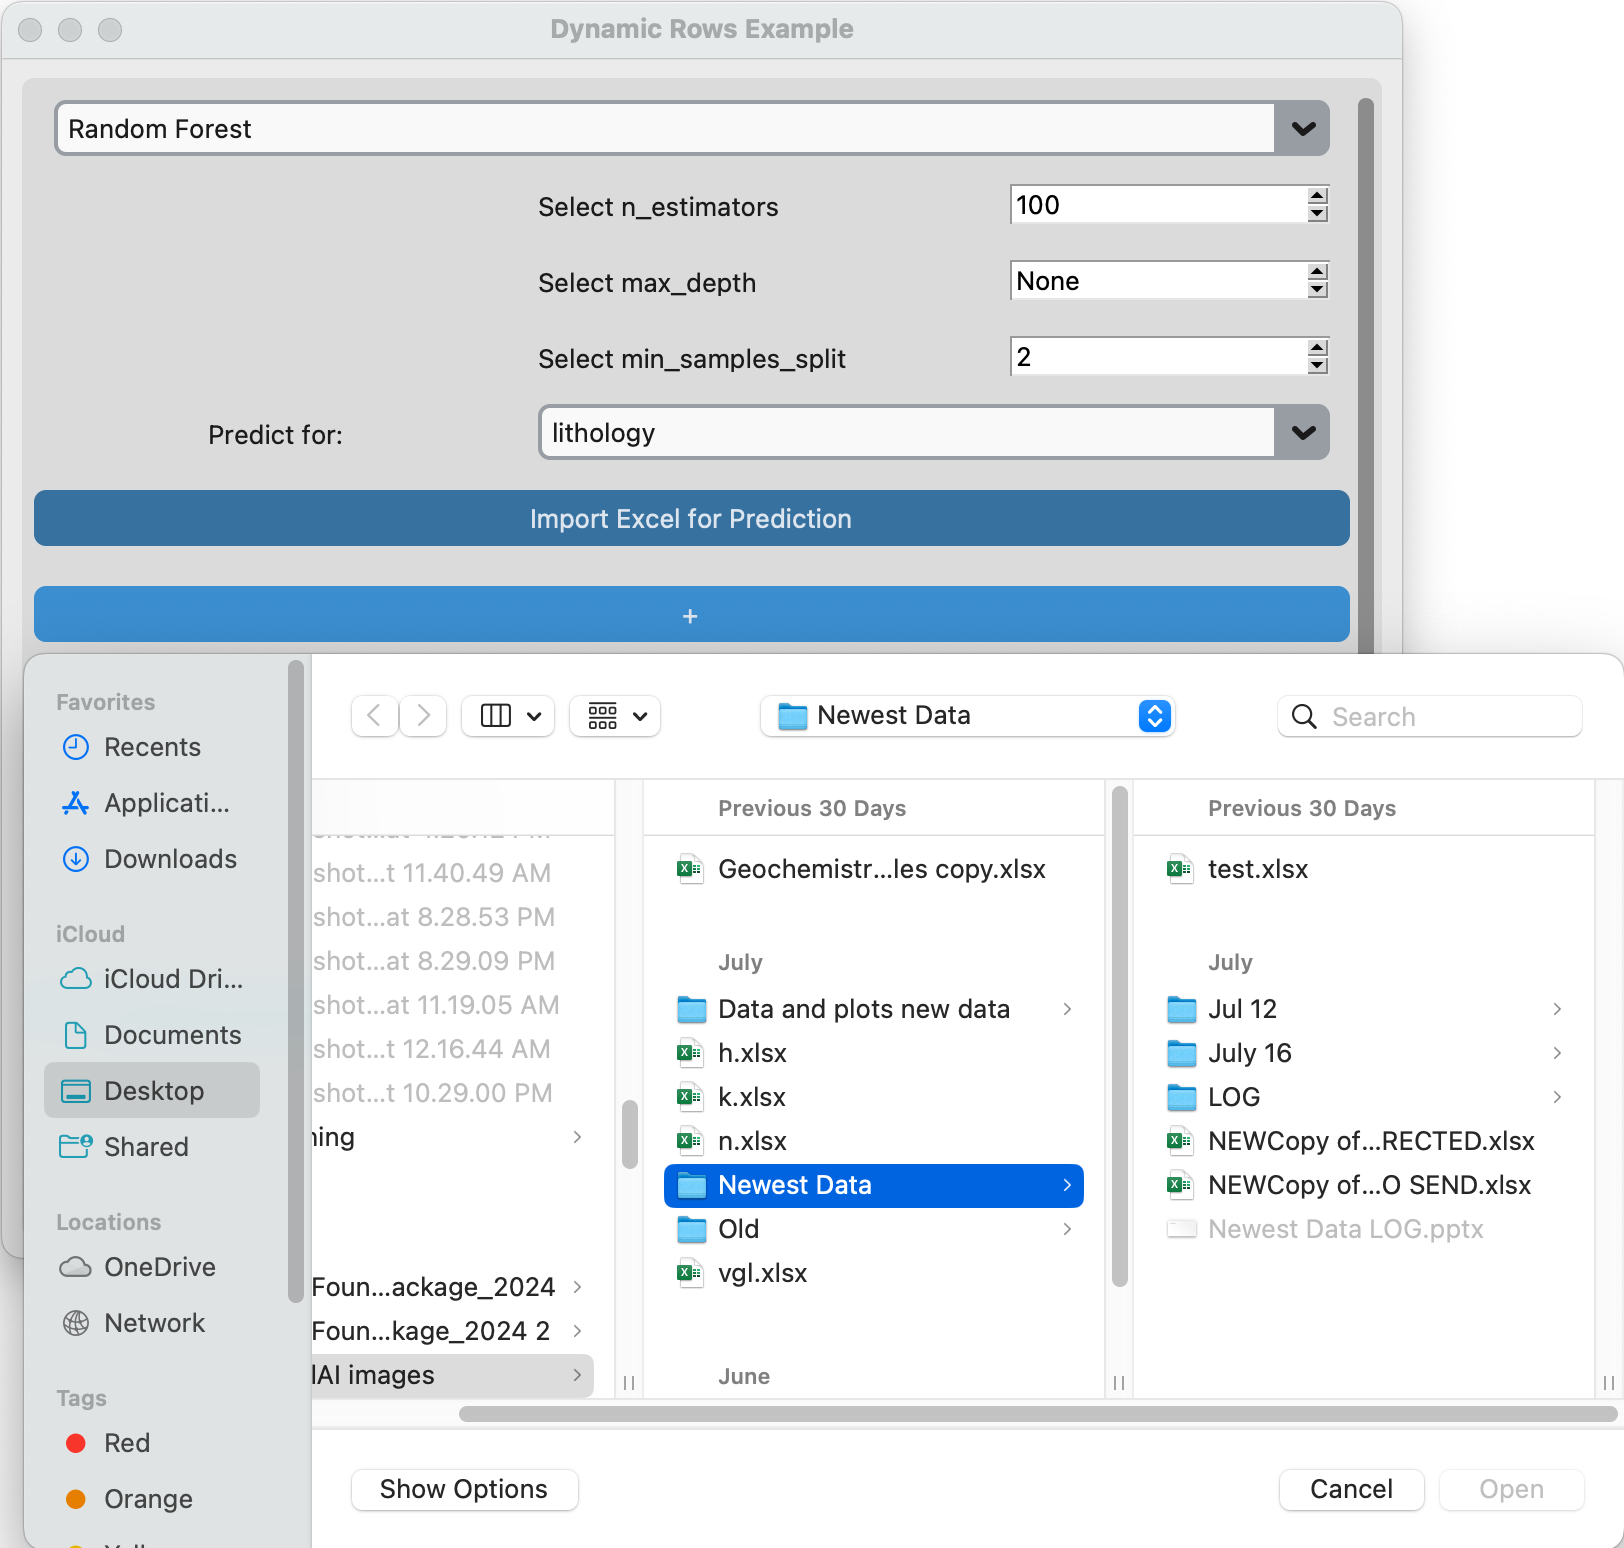 Dynamic Rows Example
Random Forest
Select n_estimators
100
Select max_depth
None
Select min_samples_split
2
Predict for:
lithology
Import Excel for Prediction
+
Favorites
Recents
Applicati...
Downloads
iCloud
iCloud Dri...
Documents
Desktop
Shared
Locations
OneDrive
Network
Tags
Red
Orange
Newest Data
Search
shot...t 11.40.49 AM
shot...at 8.28.53 PM
shot...at 8.29.09 PM
shot...at 11.19.05 AM
shot...t 12.16.44 AM
shot...t 10.29.00 PM
ning
Foun...ackage_2024
Foun...kage_2024 2
AI images
Previous 30 Days
Geochemistr...les copy.xlsx
July
Data and plots new data
h.xlsx
k.xlsx
n.xlsx
Newest Data
Old
vgl.xlsx
June
Previous 30 Days
test.xlsx
July
Jul 12
July 16
LOG
NEWCopy of...RECTED.xlsx
NEWCopy of...O SEND.xlsx
Newest Data LOG.pptx
Show Options
Cancel
Open